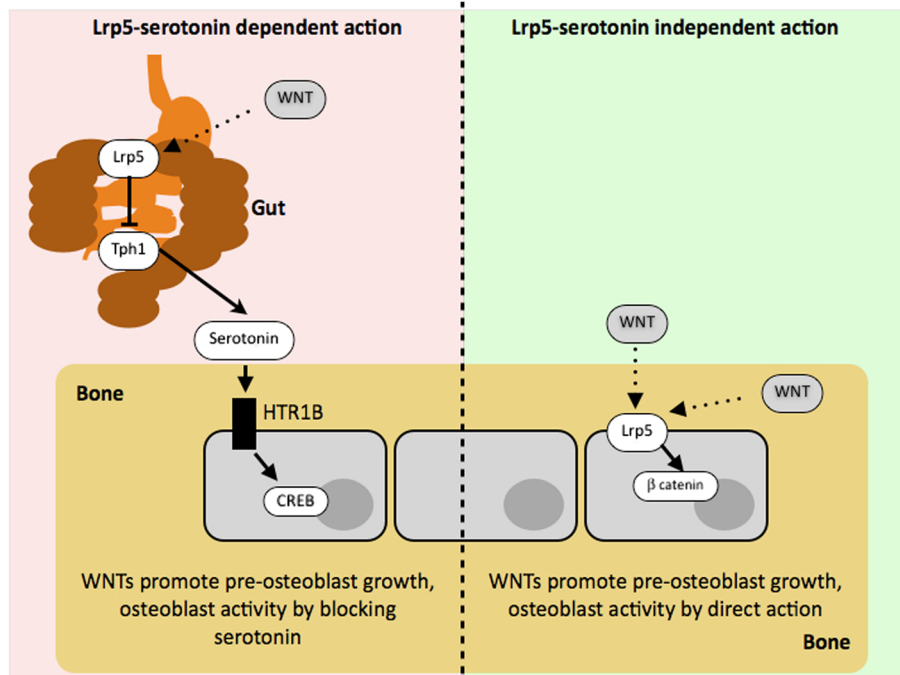 Lrp5-serotonin dependent action
WNT
Lrp5
Gut
Tph1
Serotonin
Bone
HTR1B
CREB
WNTs promote pre-osteoblast growth,
osteoblast activity by blocking
serotonin
Lrp5-serotonin independent action
WNT
WNT
Lrp5
β catenin
WNTs promote pre-osteoblast growth,
osteoblast activity by direct action
Bone